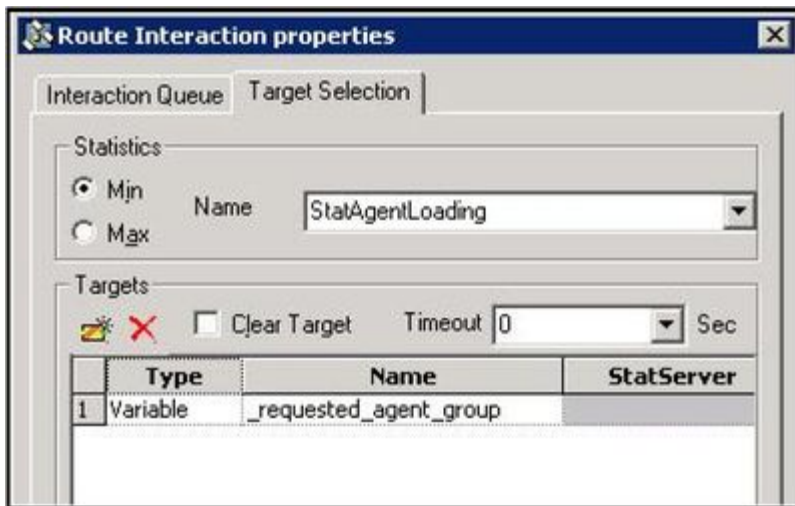 Route Interaction properties
Interaction Queue Target Selection
Statistics
Min
Max
Name StatAgentLoading
Targets
Clear Target Timeout 0 Sec
Type Name StatServer
1 Variable _requested_agent_group